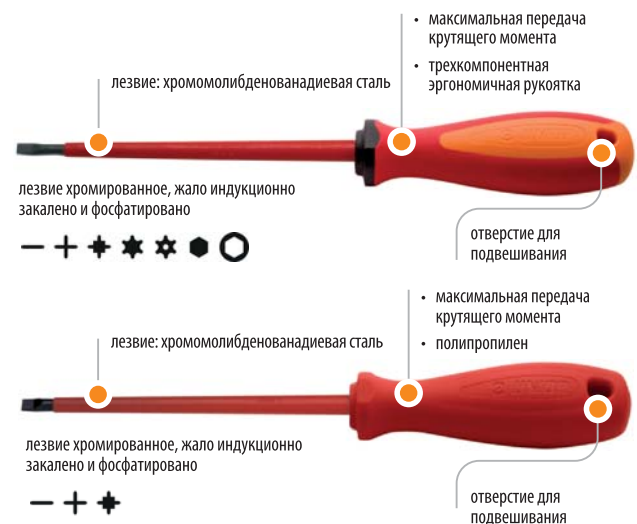 • максимальная передача
крутящего момента
• трехкомпонентная
эргономичная рукоятка
лезвие: хромомолибденованадиевая сталь
лезвие хромированное, жало индукционно
закалено и фосфатировано
отверстие для
подвешивания
• максимальная передача
крутящего момента
• полипропилен
лезвие: хромомолибденованадиевая сталь
лезвие хромированное, жало индукционно
закалено и фосфатировано
отверстие для
подвешивания